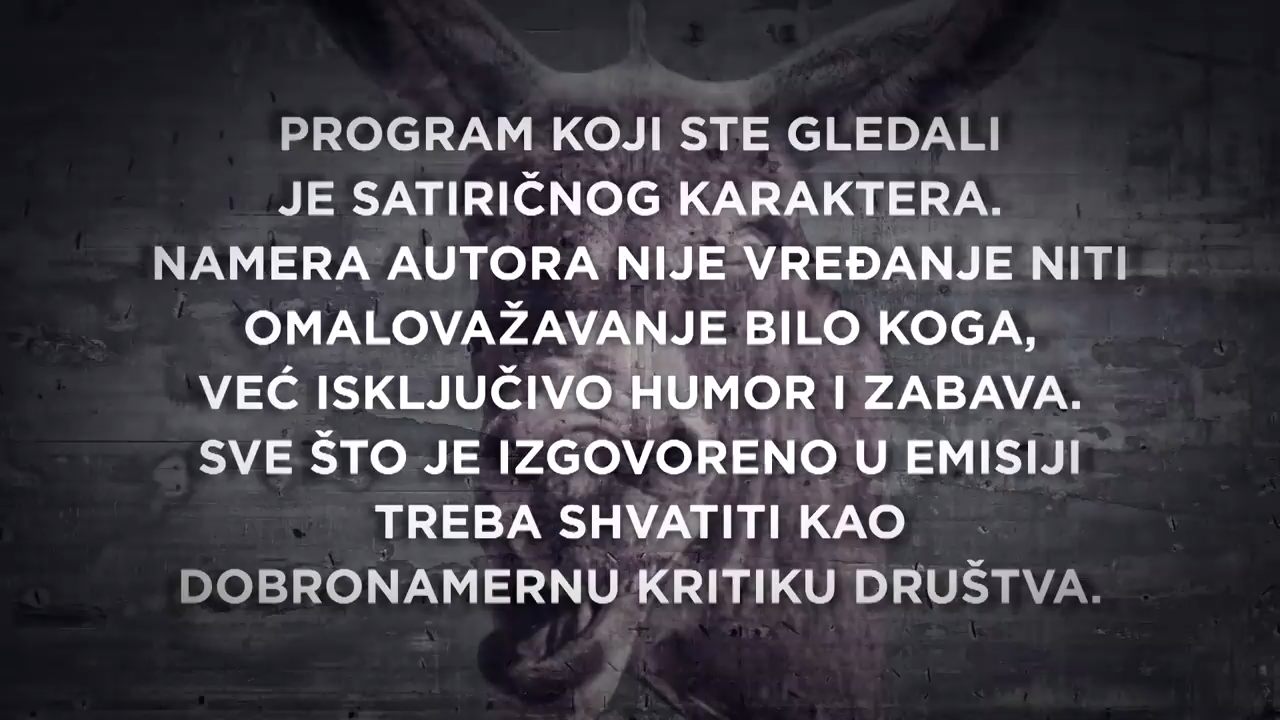 PROGRAM KOJI STE GLEDALI
JE SATIRIČNOG KARAKTERA.
NAMERA AUTORA NIJE VREĐANJE NITI
OMALOVAŽAVANJE BILO KOGA,
VEĆ ISKLJUČIVO HUMOR I ZABAVA.
SVE ŠTO JE IZGOVORENO U EMISIJI
TREBA SHVATITI KAO
DOBRONAMERNU KRITIKU DRUŠTVA.